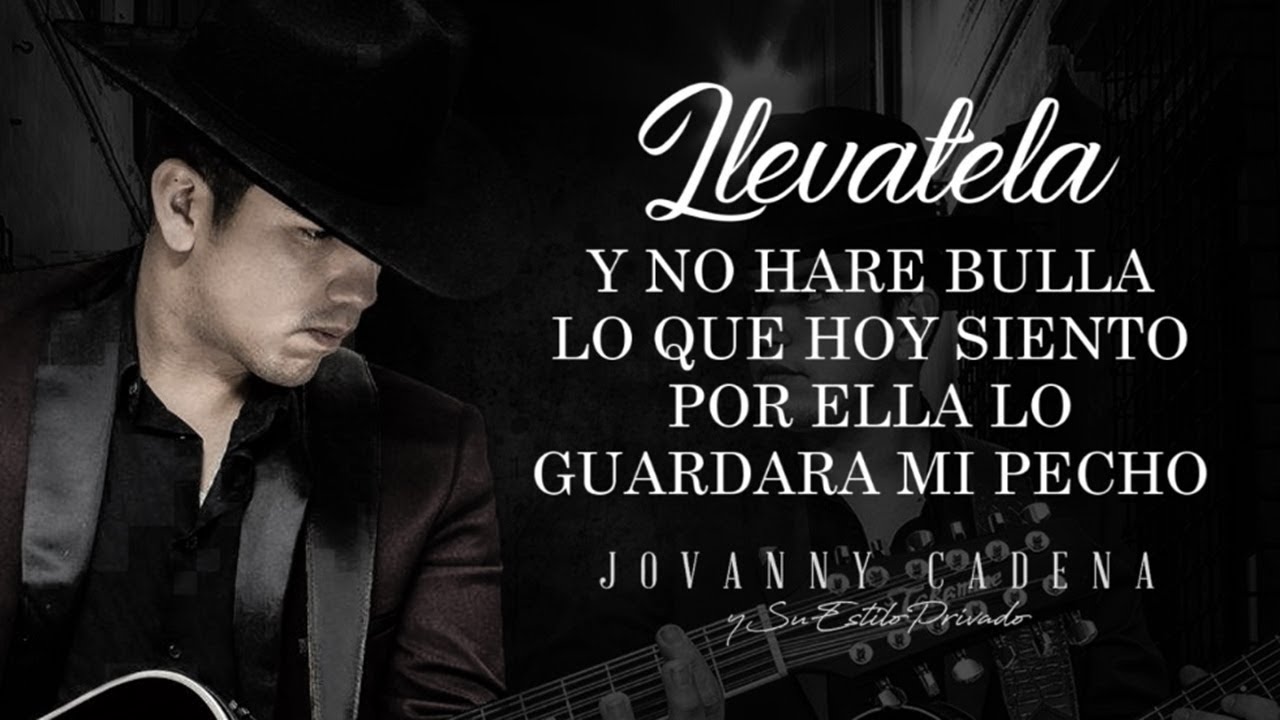 Llevatela
Y NO HARE BULLA
LO QUE HOY SIENTO
POR ELLA LO
GUARDARA MI PECHO
JOVANNY CADENA
y Su Estilo Privado
Takamine